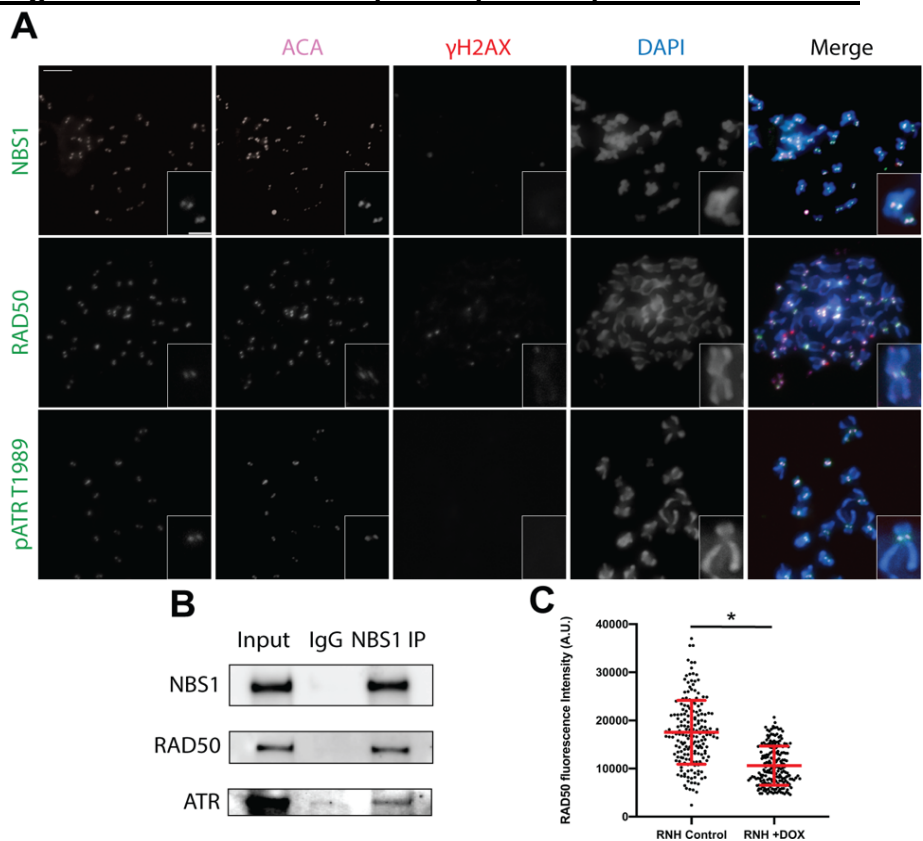 A
ACA γH2AX DAPI Merge
NBS1
RAD50
pATR T1989
B
Input IgG NBS1 IP
NBS1
RAD50
ATR
C
*
RAD50 fluorescence Intensity (A.U.)
40000
30000
20000
10000
0
RNH Control RNH +DOX